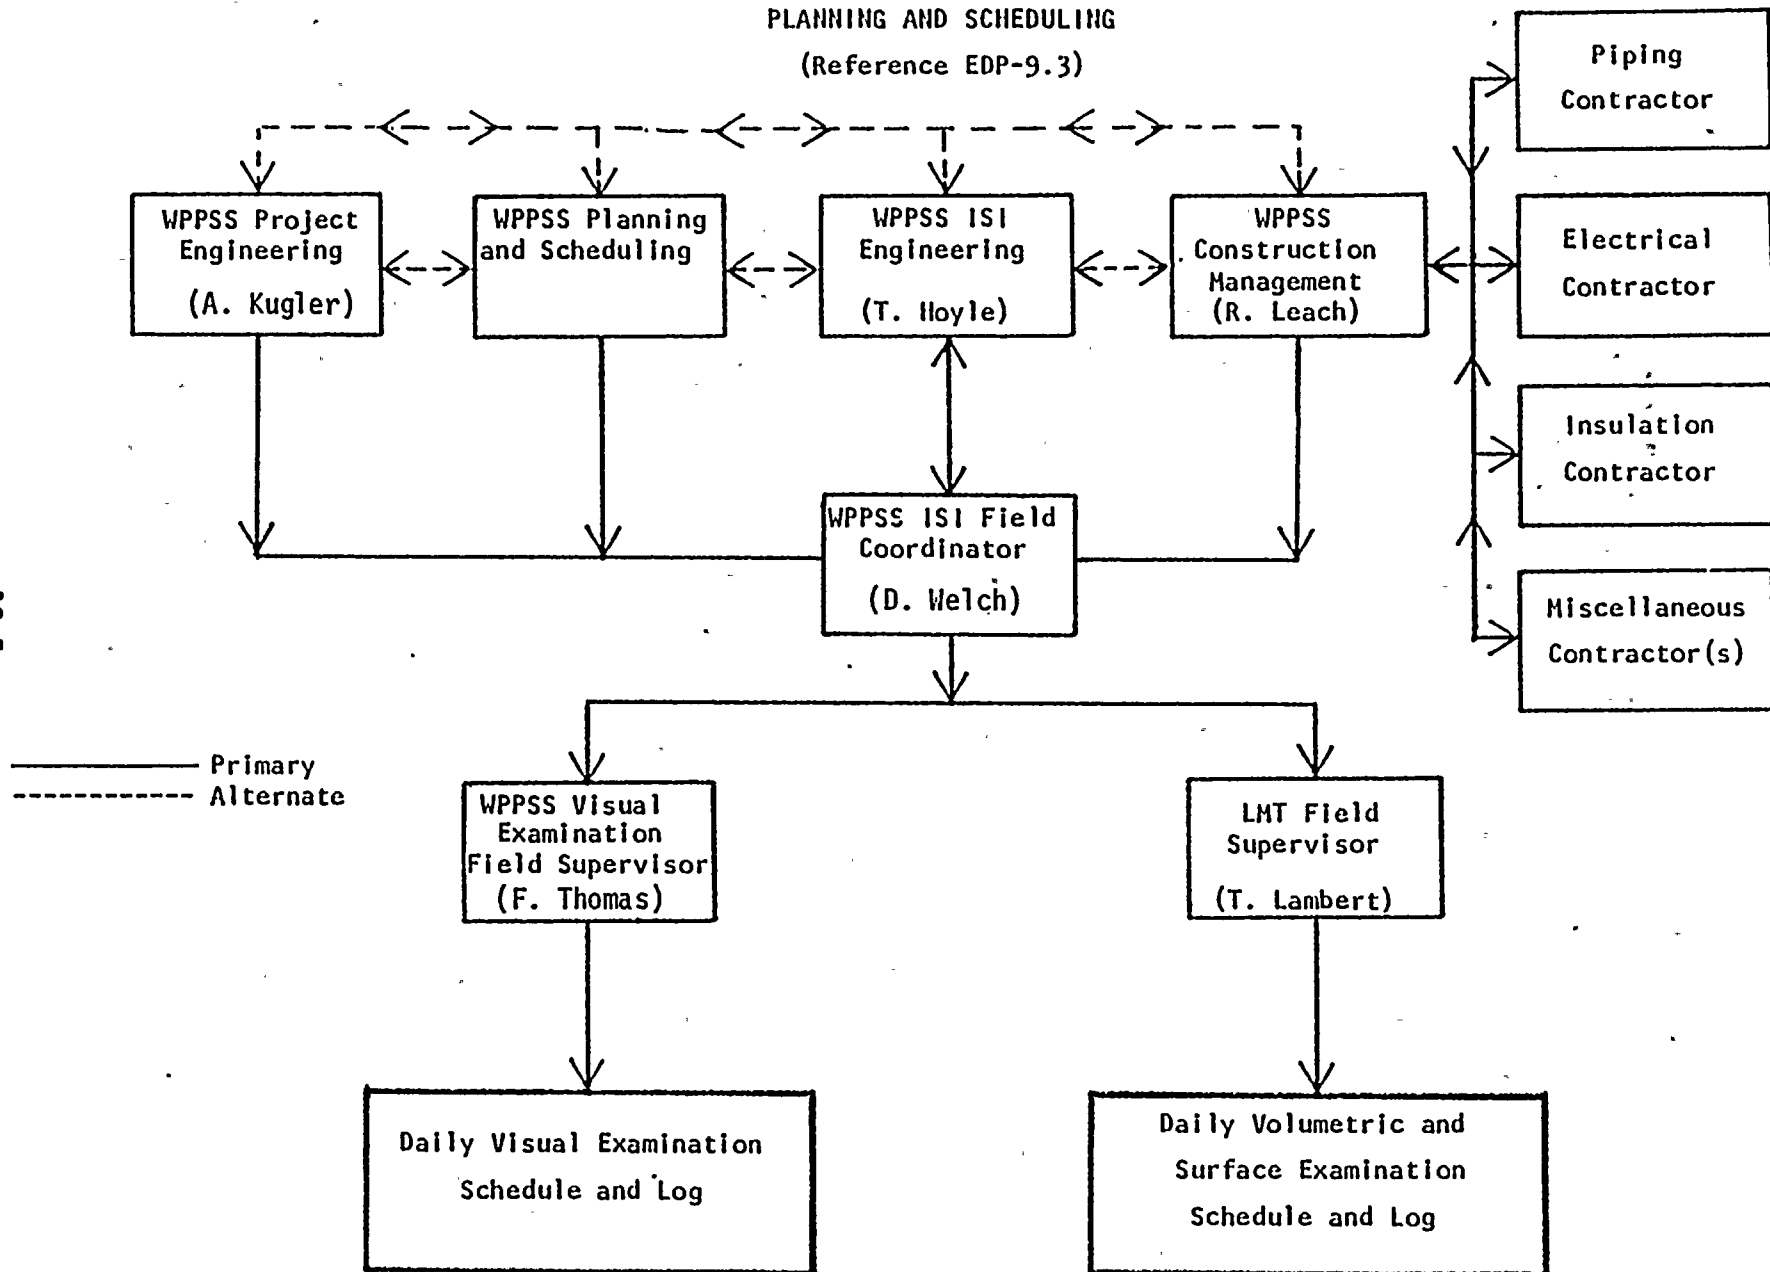 PLANNING AND SCHEDULING
(Reference EDP-9.3)
Piping
Contractor
WPPSS Project
Engineering
(A. Kugler)
WPPSS Planning
and Scheduling
WPPSS ISI
Engineering
(T. Hoyle)
WPPSS
Construction
Management
(R. Leach)
Electrical
Contractor
Insulation
Contractor
WPPSS ISI Field
Coordinator
(D. Welch)
Miscellaneous
Contractor(s)
Primary
Alternate
WPPSS Visual
Examination
Field Supervisor
(F. Thomas)
LMT Field
Supervisor
(T. Lambert)
Daily Visual Examination
Schedule and Log
Daily Volumetric and
Surface Examination
Schedule and Log